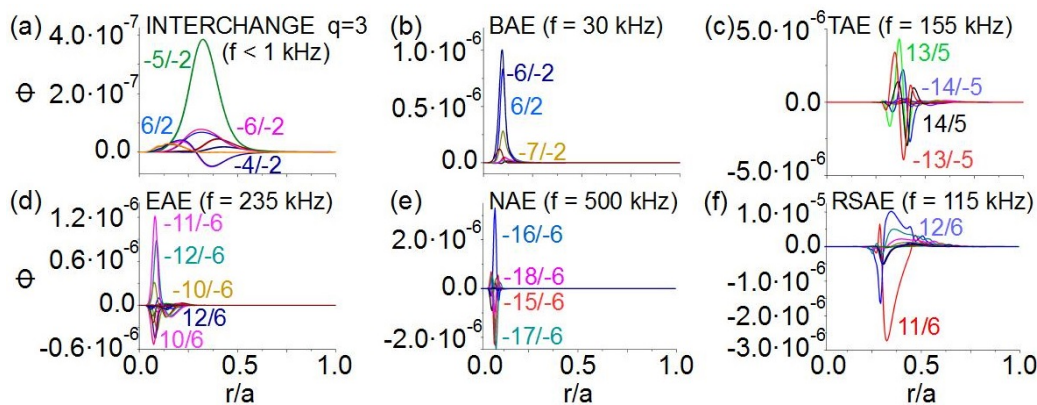 (a) INTERCHANGE q=3
(f < 1 kHz)
4.0·10⁻⁷
2.0·10⁻⁷
0.0
Φ
-5/-2
6/2
-6/-2
-4/-2
(b) BAE (f = 30 kHz)
1.0·10⁻⁶
0.5·10⁻⁶
0.0
-6/-2
6/2
-7/-2
(c) TAE (f = 155 kHz)
5.0·10⁻⁶
0.0
-5.0·10⁻⁶
13/5
-14/-5
14/5
-13/-5
(d) EAE (f = 235 kHz)
1.2·10⁻⁶
0.6·10⁻⁶
0.0
-0.6·10⁻⁶
Φ
-11/-6
-12/-6
-10/-6
12/6
10/6
0.0 0.5 1.0
r/a
(e) NAE (f = 500 kHz)
2·10⁻⁶
0.0
-2·10⁻⁶
-16/-6
-18/-6
-15/-6
-17/-6
0.0 0.5 1.0
r/a
(f) RSAE (f = 115 kHz)
1.0·10⁻⁵
0.0
-1.0·10⁻⁶
-2.0·10⁻⁶
-3.0·10⁻⁶
12/6
11/6
0.0 0.5 1.0
r/a